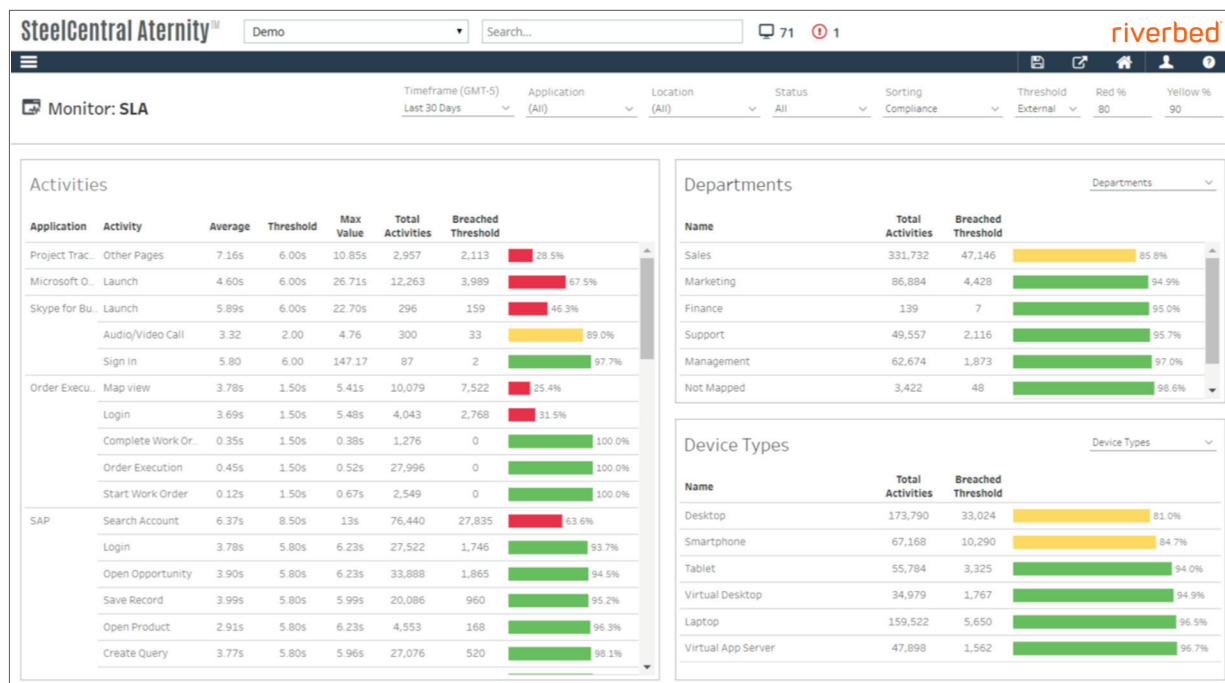 SteelCentral Aternity™ Demo Search... 71 1 riverbed
Monitor: SLA
Timeframe (GMT-5) Application Location Status Sorting Threshold Red % Yellow %
Last 30 Days (All) (All) All Compliance External 80 90
Activities
Application Activity Average Threshold Max Value Total Activities Breached Threshold
Project Trac.. Other Pages 7.16s 6.00s 10.85s 2,957 2,113 28.5%
Microsoft O.. Launch 4.60s 6.00s 26.71s 12,263 3,989 67.5%
Skype for Bu.. Launch 5.89s 6.00s 22.70s 296 159 46.3%
Audio/Video Call 3.32 2.00 4.76 300 33 89.0%
Sign In 5.80 6.00 147.17 87 2 97.7%
Order Execu.. Map view 3.78s 1.50s 5.41s 10,079 7,522 25.4%
Login 3.69s 1.50s 5.48s 4,043 2,768 31.5%
Complete Work Or.. 0.35s 1.50s 0.38s 1,276 0 100.0%
Order Execution 0.45s 1.50s 0.52s 27,996 0 100.0%
Start Work Order 0.12s 1.50s 0.67s 2,549 0 100.0%
SAP Search Account 6.37s 8.50s 13s 76,440 27,835 63.6%
Login 3.78s 5.80s 6.23s 27,522 1,746 93.7%
Open Opportunity 3.90s 5.80s 6.23s 33,888 1,865 94.5%
Save Record 3.99s 5.80s 5.99s 20,086 960 95.2%
Open Product 2.91s 5.80s 6.23s 4,553 168 96.3%
Create Query 3.77s 5.80s 5.96s 27,076 520 98.1%
Departments Departments
Name Total Activities Breached Threshold
Sales 331,732 47,146 85.8%
Marketing 86,884 4,428 94.9%
Finance 139 7 95.0%
Support 49,557 2,116 95.7%
Management 62,674 1,873 97.0%
Not Mapped 3,422 48 98.6%
Device Types Device Types
Name Total Activities Breached Threshold
Desktop 173,790 33,024 81.0%
Smartphone 67,168 10,290 84.7%
Tablet 55,784 3,325 94.0%
Virtual Desktop 34,979 1,767 94.9%
Laptop 159,522 5,650 96.5%
Virtual App Server 47,898 1,562 96.7%